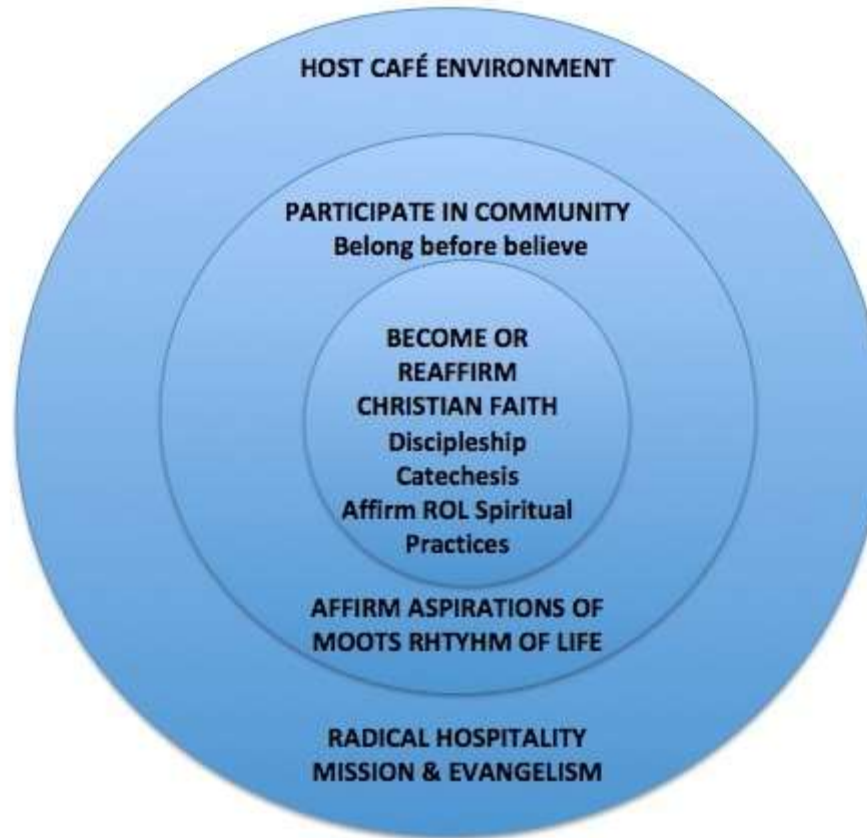 HOST CAFÉ ENVIRONMENT
PARTICIPATE IN COMMUNITY
Belong before believe
BECOME OR
REAFFIRM
CHRISTIAN FAITH
Discipleship
Catechesis
Affirm ROL Spiritual
Practices
AFFIRM ASPIRATIONS OF
MOOTS RHTYHM OF LIFE
RADICAL HOSPITALITY
MISSION & EVANGELISM